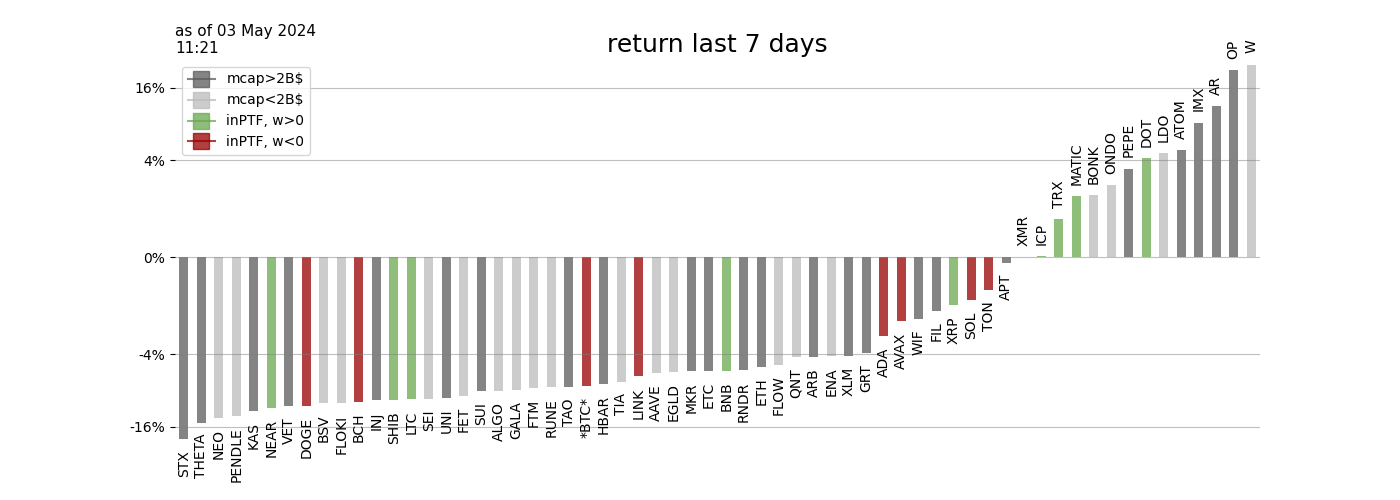 as of 03 May 2024
11:21
return last 7 days
mcap>2B$
mcap<2B$
inPTF, w>0
inPTF, w<0
16%
4%
0%
-4%
-16%
STX
THETA
NEO
PENDLE
KAS
NEAR
VET
DOGE
BSV
FLOKI
BCH
INJ
SHIB
LTC
SEI
UNI
FET
SUI
ALGO
GALA
FTM
RUNE
TAO
*BTC*
HBAR
TIA
LINK
AAVE
EGLD
MKR
ETC
BNB
RNDR
ETH
FLOW
QNT
ARB
ENA
XLM
GRT
ADA
AVAX
WIF
FIL
XRP
SOL
TON
APT
XMR
ICP
TRX
MATIC
BONK
ONDO
PEPE
DOT
LDO
ATOM
IMX
AR
OP
W